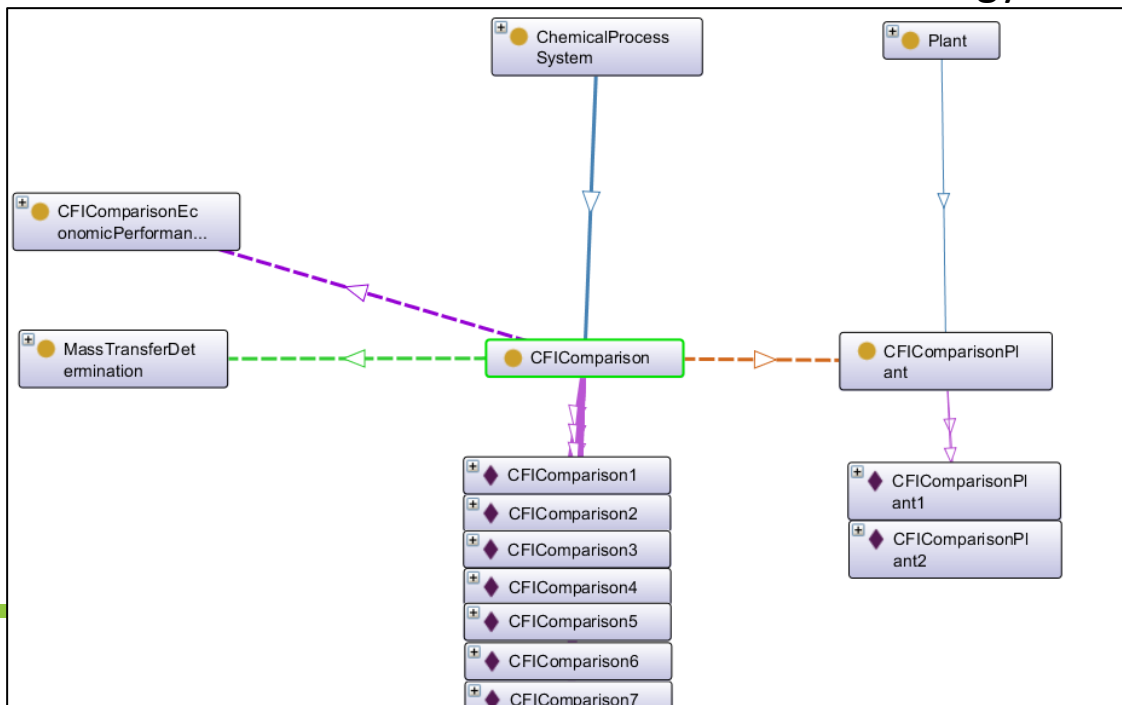 ChemicalProcess
System
Plant
CFIComparisonEc
onomicPerforman...
MassTransferDet
ermination
CFIComparison
CFIComparisonPl
ant
CFIComparison1
CFIComparison2
CFIComparison3
CFIComparison4
CFIComparison5
CFIComparison6
CFIComparison7
CFIComparisonPl
ant1
CFIComparisonPl
ant2